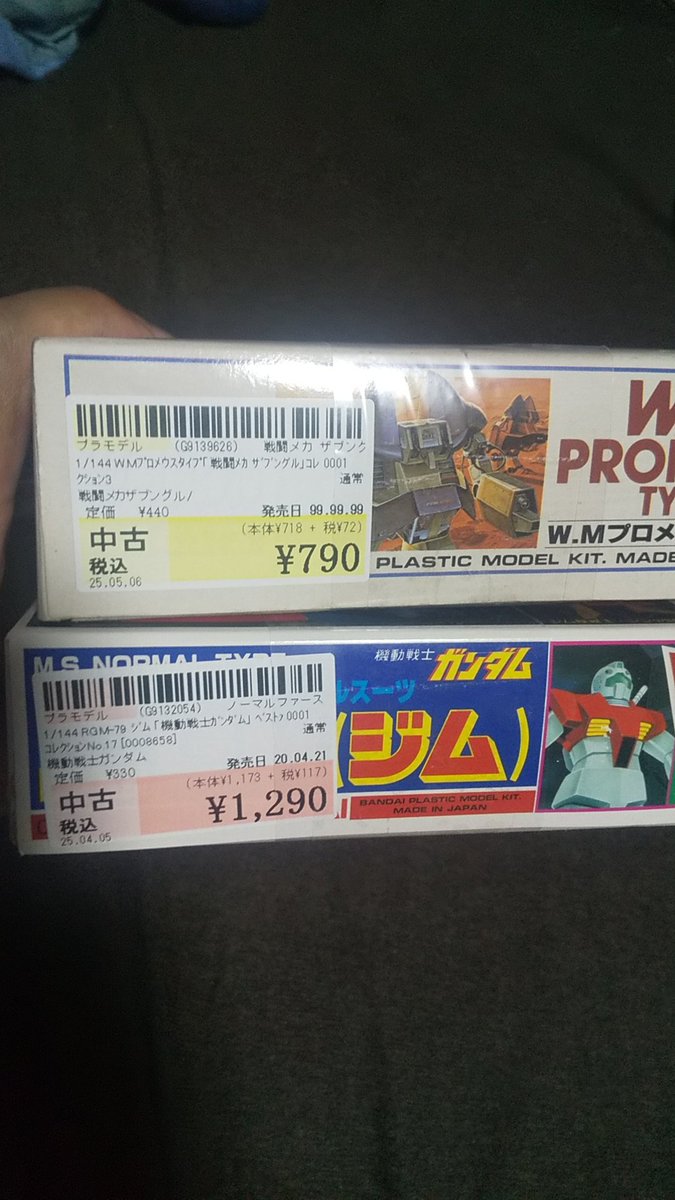 プラモデル (G9139626) 戦闘メカ ザブング
1/144 W.Mプロメウスタイプ「戦闘メカ ザブングル」コレ 0001
クション3 通常
戦闘メカザブングル/
定価 ¥440 発売日 99.99.99
中古 (本体¥718 + 税¥72)
税込 ¥790
25.05.06
W
PRO
TY
W.Mプロメ
PLASTIC MODEL KIT. MADE
M.S. NORMAL TYPE
プラモデル (G9132054) ノーマルファース
1/144 RGM-79 ジム「機動戦士ガンダム」 ベストメ 0001
コレクションNo.17 [0008658] 通常
機動戦士ガンダム 発売日 20.04.21
定価 ¥330
中古 (本体¥1,173 + 税¥117)
税込 ¥1,290
25.04.05
機動戦士 ガンダム
ルスーツ
(ジム)
BANDAI PLASTIC MODEL KIT.
MADE IN JAPAN